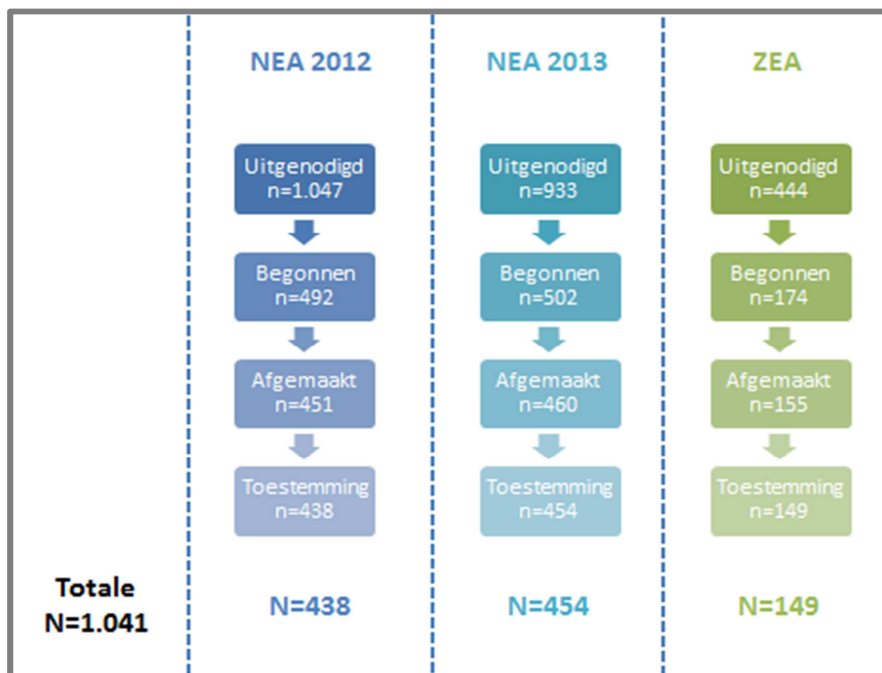 NEA 2012
NEA 2013
ZEA
Uitgenodigd
n=1.047
Uitgenodigd
n=933
Uitgenodigd
n=444
Begonnen
n=492
Begonnen
n=502
Begonnen
n=174
Afgemaakt
n=451
Afgemaakt
n=460
Afgemaakt
n=155
Toestemming
n=438
Toestemming
n=454
Toestemming
n=149
Totale
N=1.041
N=438
N=454
N=149